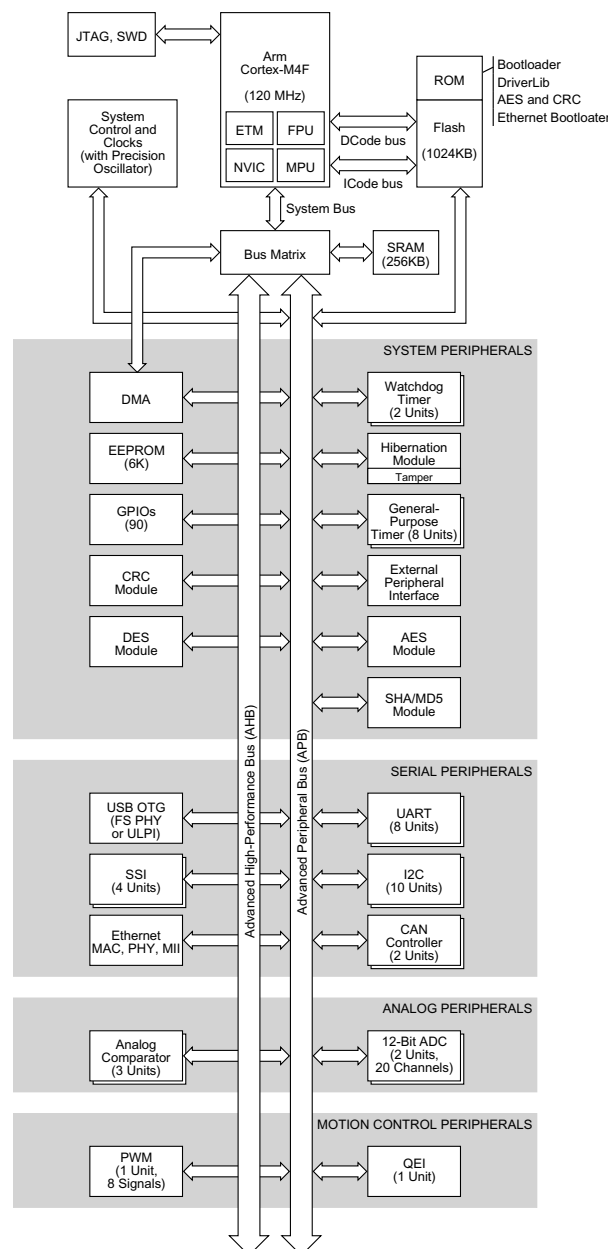 JTAG, SWD
Arm
Cortex-M4F
(120 MHz)
ETM
FPU
NVIC
MPU
ROM
Flash
(1024KB)
Bootloader
DriverLib
AES and CRC
Ethernet Bootloader
DCode bus
ICode bus
System
Control and
Clocks
(with Precision
Oscillator)
System Bus
Bus Matrix
SRAM
(256KB)
SYSTEM PERIPHERALS
DMA
Watchdog
Timer
(2 Units)
EEPROM
(6K)
Hibernation
Module
Tamper
GPIOs
(90)
General-
Purpose
Timer (8 Units)
CRC
Module
External
Peripheral
Interface
DES
Module
AES
Module
SHA/MD5
Module
Advanced High-Performance Bus (AHB)
Advanced Peripheral Bus (APB)
SERIAL PERIPHERALS
USB OTG
(FS PHY
or ULPI)
UART
(8 Units)
SSI
(4 Units)
I2C
(10 Units)
Ethernet
MAC, PHY, MII
CAN
Controller
(2 Units)
ANALOG PERIPHERALS
Analog
Comparator
(3 Units)
12-Bit ADC
(2 Units,
20 Channels)
MOTION CONTROL PERIPHERALS
PWM
(1 Unit,
8 Signals)
QEI
(1 Unit)